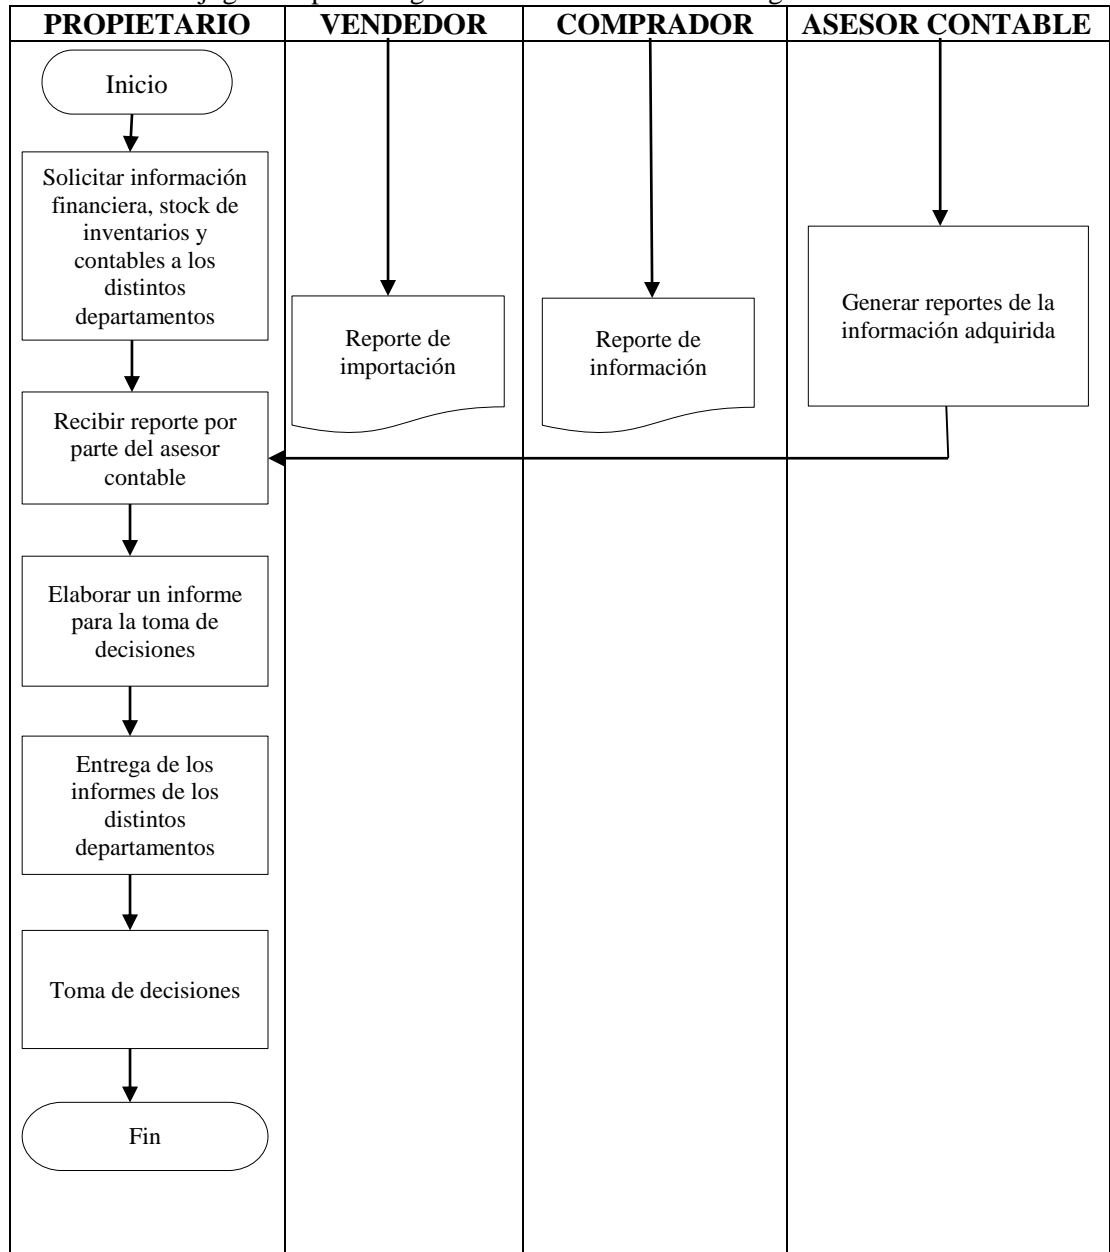 PROPIETARIO
VENDEDOR
COMPRADOR
ASESOR CONTABLE
Inicio
Solicitar información
financiera, stock de
inventarios y
contables a los
distintos
departamentos
Recibir reporte por
parte del asesor
contable
Elaborar un informe
para la toma de
decisiones
Entrega de los
informes de los
distintos
departamentos
Toma de decisiones
Fin
Reporte de
importación
Reporte de
información
Generar reportes de la
información adquirida